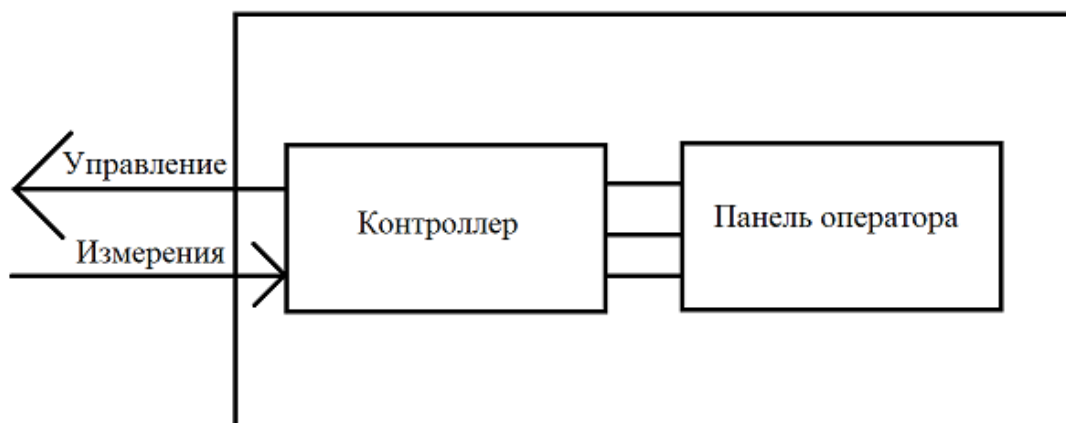 Управление
Измерения
Контроллер
Панель оператора